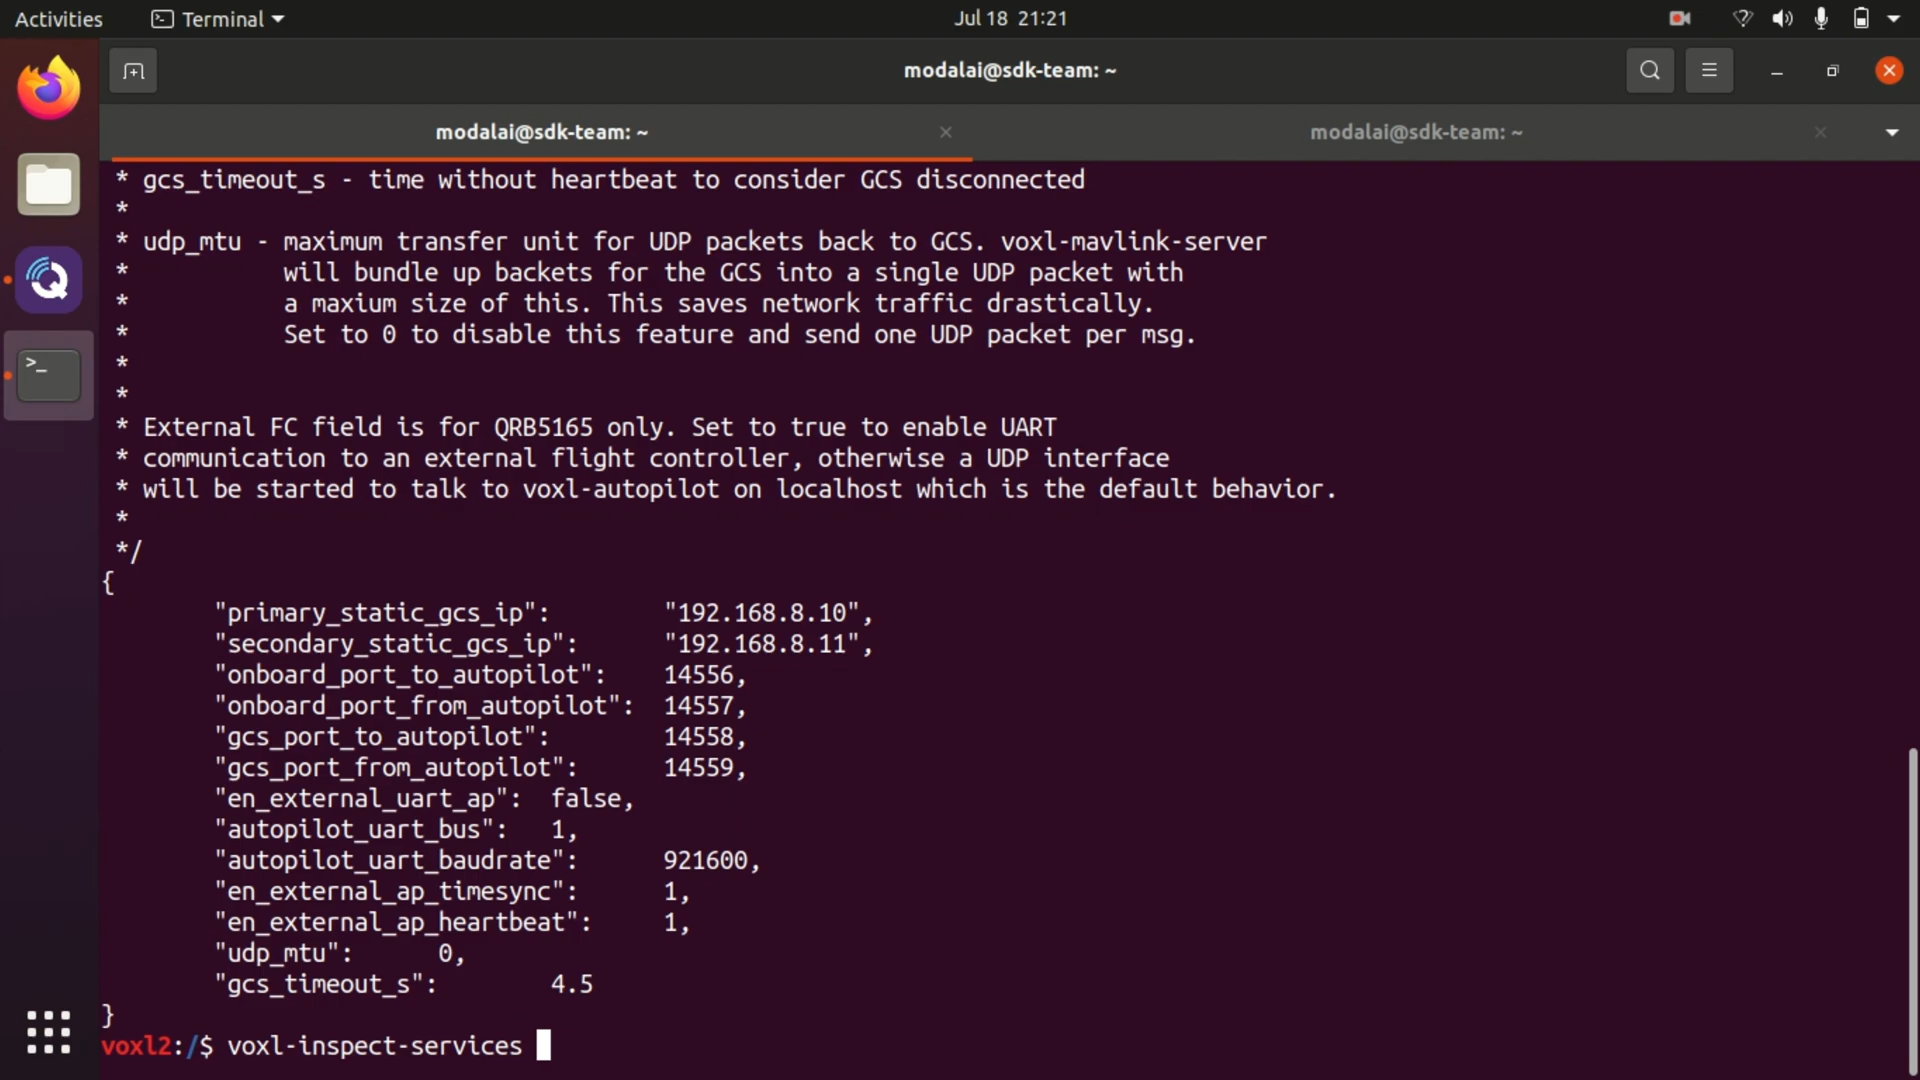 Activities
Terminal
Jul 18 21:21
modalai@sdk-team: ~
modalai@sdk-team: ~
modalai@sdk-team: ~
* gcs_timeout_s - time without heartbeat to consider GCS disconnected
*
* udp_mtu - maximum transfer unit for UDP packets back to GCS. voxl-mavlink-server
* will bundle up backets for the GCS into a single UDP packet with
* a maxium size of this. This saves network traffic drastically.
* Set to 0 to disable this feature and send one UDP packet per msg.
*
*
* External FC field is for QRB5165 only. Set to true to enable UART
* communication to an external flight controller, otherwise a UDP interface
* will be started to talk to voxl-autopilot on localhost which is the default behavior.
*
*/
{
"primary_static_gcs_ip": "192.168.8.10",
"secondary_static_gcs_ip": "192.168.8.11",
"onboard_port_to_autopilot": 14556,
"onboard_port_from_autopilot": 14557,
"gcs_port_to_autopilot": 14558,
"gcs_port_from_autopilot": 14559,
"en_external_uart_ap": false,
"autopilot_uart_bus": 1,
"autopilot_uart_baudrate": 921600,
"en_external_ap_timesync": 1,
"en_external_ap_heartbeat": 1,
"udp_mtu": 0,
"gcs_timeout_s": 4.5
}
voxl2:/$ voxl-inspect-services